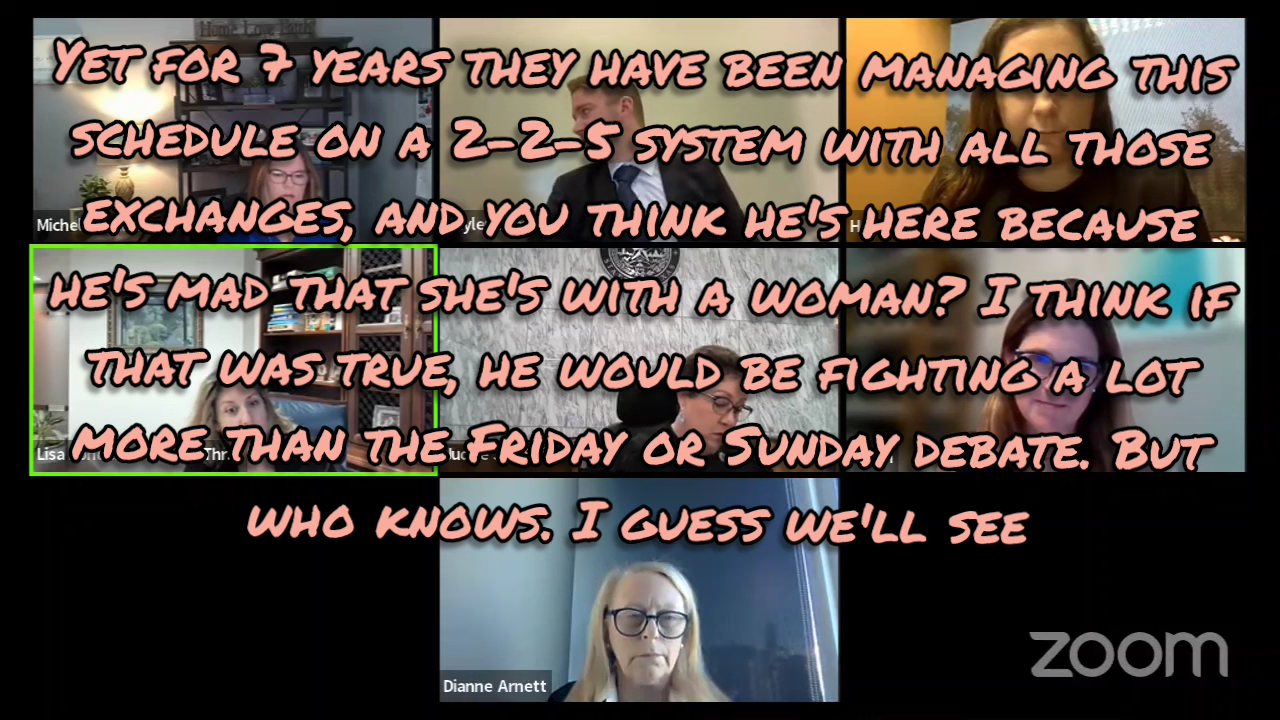 Home Love Faith
Yet for 7 years they have been managing this
schedule on a 2-2-5 system with all those
exchanges, and you think he's here because
he's mad that she's with a woman? I think if
that was true, he would be fighting a lot
more than the Friday or Sunday debate. But
who knows. I guess we'll see
Lisa
Dianne Arnett
zoom